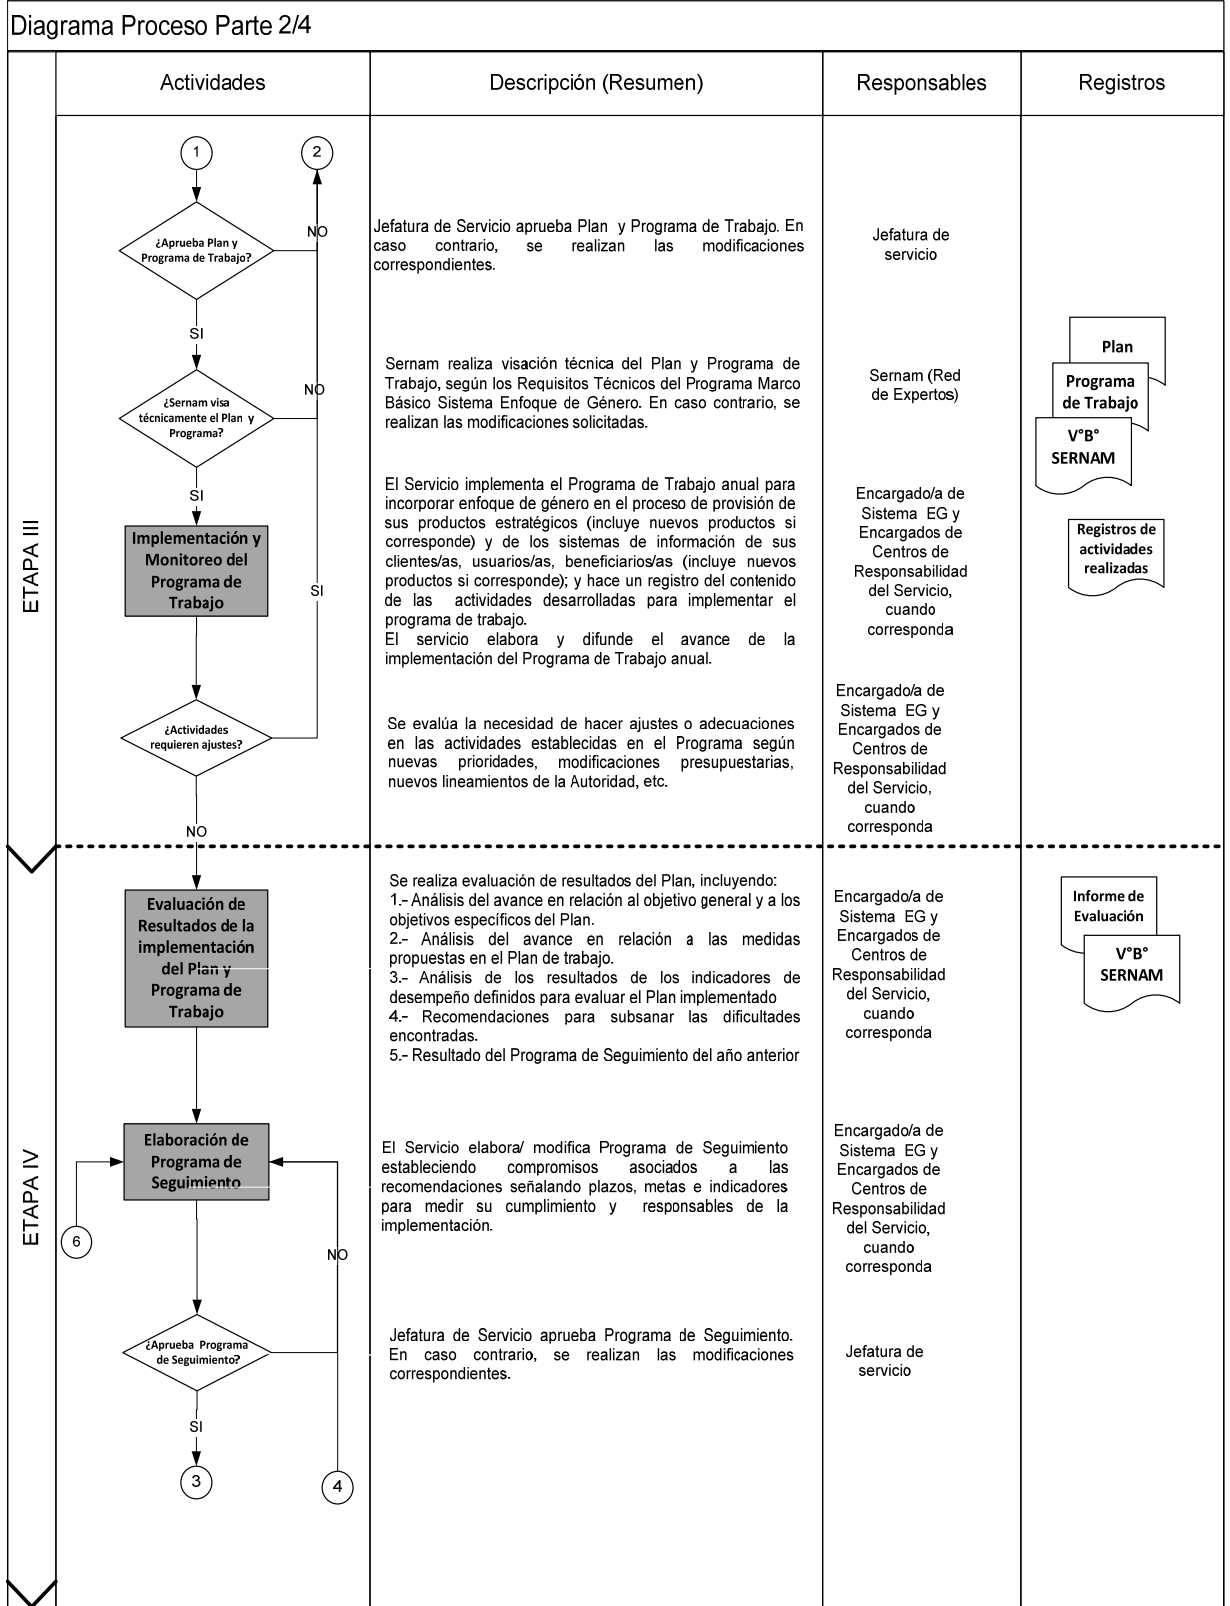 Diagrama Proceso Parte 2/4
Actividades
Descripción (Resumen)
Responsables
Registros
ETAPA III
1
2
¿Aprueba Plan y
Programa de Trabajo?
NO
SI
Jefatura de Servicio aprueba Plan y Programa de Trabajo. En
caso contrario, se realizan las modificaciones
correspondientes.
Jefatura de
servicio
¿Sernam visa
técnicamente el Plan y
Programa?
NO
SI
Sernam realiza visación técnica del Plan y Programa de
Trabajo, según los Requisitos Técnicos del Programa Marco
Básico Sistema Enfoque de Género. En caso contrario, se
realizan las modificaciones solicitadas.
Sernam (Red
de Expertos)
Plan
Programa
de Trabajo
V°B°
SERNAM
Implementación y
Monitoreo del
Programa de
Trabajo
SI
El Servicio implementa el Programa de Trabajo anual para
incorporar enfoque de género en el proceso de provisión de
sus productos estratégicos (incluye nuevos productos si
corresponde) y de los sistemas de información de sus
clientes/as, usuarios/as, beneficiarios/as (incluye nuevos
productos si corresponde); y hace un registro del contenido
de las actividades desarrolladas para implementar el
programa de trabajo.
El servicio elabora y difunde el avance de la
implementación del Programa de Trabajo anual.
Encargado/a de
Sistema EG y
Encargados de
Centros de
Responsabilidad
del Servicio,
cuando
corresponda
Registros de
actividades
realizadas
¿Actividades
requieren ajustes?
NO
Se evalúa la necesidad de hacer ajustes o adecuaciones
en las actividades establecidas en el Programa según
nuevas prioridades, modificaciones presupuestarias,
nuevos lineamientos de la Autoridad, etc.
Encargado/a de
Sistema EG y
Encargados de
Centros de
Responsabilidad
del Servicio,
cuando
corresponda
ETAPA IV
Evaluación de
Resultados de la
implementación
del Plan y
Programa de
Trabajo
Se realiza evaluación de resultados del Plan, incluyendo:
1.- Análisis del avance en relación al objetivo general y a los
objetivos específicos del Plan.
2.- Análisis del avance en relación a las medidas
propuestas en el Plan de trabajo.
3.- Análisis de los resultados de los indicadores de
desempeño definidos para evaluar el Plan implementado
4.- Recomendaciones para subsanar las dificultades
encontradas.
5.- Resultado del Programa de Seguimiento del año anterior
Encargado/a de
Sistema EG y
Encargados de
Centros de
Responsabilidad
del Servicio,
cuando
corresponda
Informe de
Evaluación
V°B°
SERNAM
Elaboración de
Programa de
Seguimiento
6
NO
El Servicio elabora/ modifica Programa de Seguimiento
estableciendo compromisos asociados a las
recomendaciones señalando plazos, metas e indicadores
para medir su cumplimiento y responsables de la
implementación.
Encargado/a de
Sistema EG y
Encargados de
Centros de
Responsabilidad
del Servicio,
cuando
corresponda
¿Aprueba Programa
de Seguimiento?
SI
3
4
Jefatura de Servicio aprueba Programa de Seguimiento.
En caso contrario, se realizan las modificaciones
correspondientes.
Jefatura de
servicio